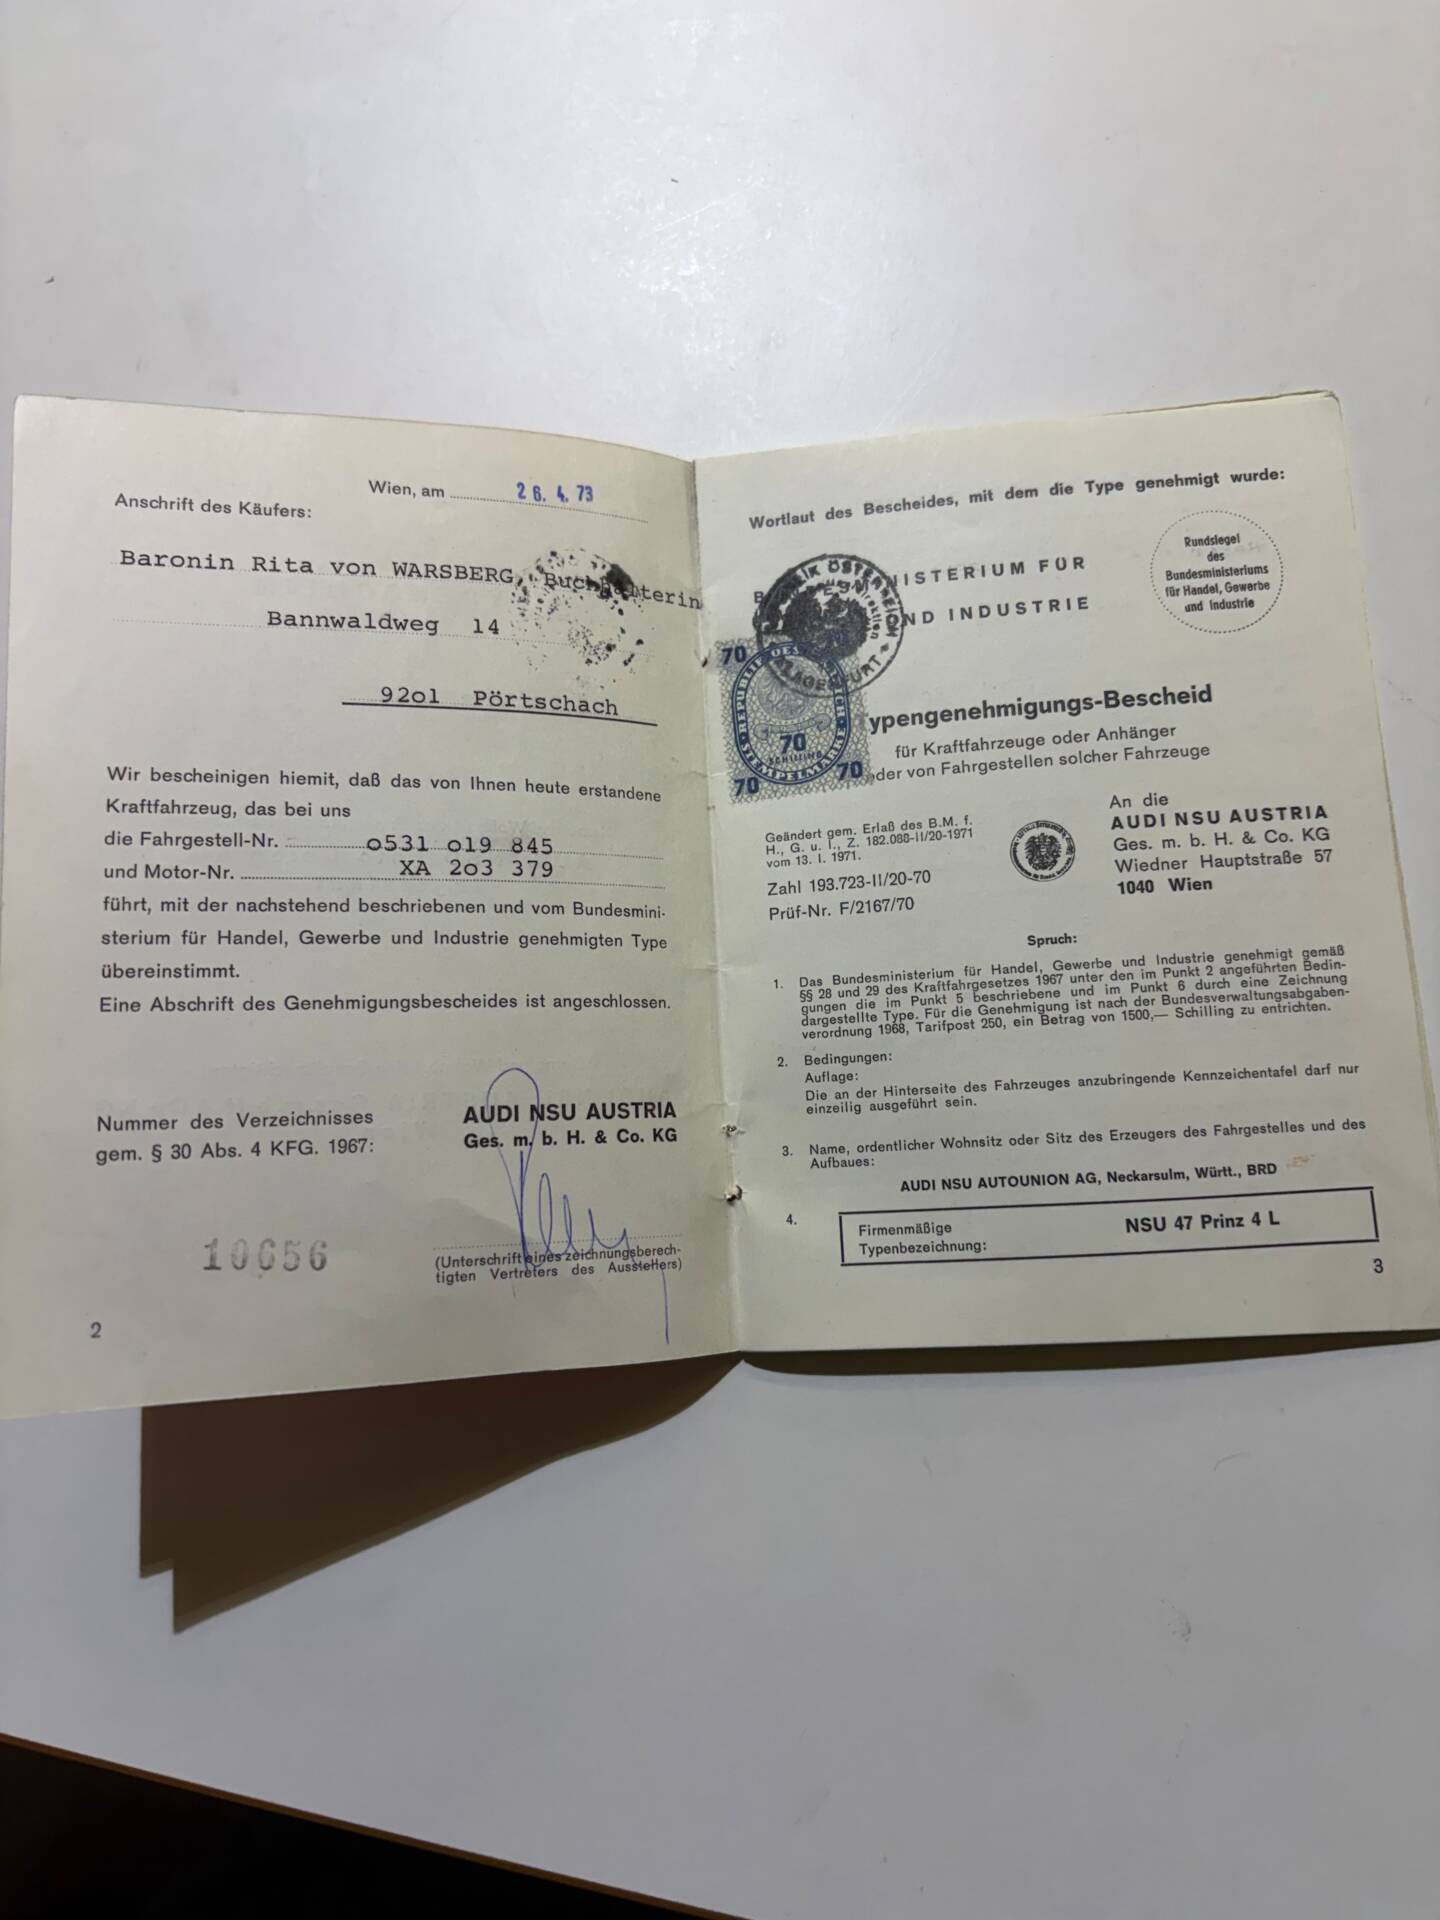 Wien, am 26. 4. 73
Anschrift des Käufers:
Baronin Rita von WARSBERG, Buchhalterin
Bannwaldweg 14
92o1 Pörtschach
Wir bescheinigen hiemit, daß das von Ihnen heute erstandene
Kraftfahrzeug, das bei uns
die Fahrgestell-Nr. o531 o19 845
und Motor-Nr. XA 2o3 379
führt, mit der nachstehend beschriebenen und vom Bundesmini-
sterium für Handel, Gewerbe und Industrie genehmigten Type
übereinstimmt.
Eine Abschrift des Genehmigungsbescheides ist angeschlossen.
Nummer des Verzeichnisses
gem. § 30 Abs. 4 KFG. 1967:
AUDI NSU AUSTRIA
Ges. m. b. H. & Co. KG
10656
(Unterschrift eines zeichnungsberech-
tigten Vertreters des Ausstellers)
2
Wortlaut des Bescheides, mit dem die Type genehmigt wurde:
Rundsiegel
des
Bundesministeriums
für Handel, Gewerbe
und Industrie
MINISTERIUM FÜR
UND INDUSTRIE
ÖSTERREICH
KLAGENFURT
70
REPUBLIK OESTERREICH
70
SCHILLING
STEMPELMARKE
70 70
Typengenehmigungs-Bescheid
für Kraftfahrzeuge oder Anhänger
oder von Fahrgestellen solcher Fahrzeuge
Geändert gem. Erlaß des B.M. f.
H., G. u. I., Z. 182.088-II/20-1971
vom 13. I. 1971.
Zahl 193.723-II/20-70
Prüf-Nr. F/2167/70
An die
AUDI NSU AUSTRIA
Ges. m. b. H. & Co. KG
Wiedner Hauptstraße 57
1040 Wien
Spruch:
1. Das Bundesministerium für Handel, Gewerbe und Industrie genehmigt gemäß
§§ 28 und 29 des Kraftfahrgesetzes 1967 unter den im Punkt 2 angeführten Bedin-
gungen die im Punkt 5 beschriebene und im Punkt 6 durch eine Zeichnung
dargestellte Type. Für die Genehmigung ist nach der Bundesverwaltungsabgaben-
verordnung 1968, Tarifpost 250, ein Betrag von 1500,— Schilling zu entrichten.
2. Bedingungen:
Auflage:
Die an der Hinterseite des Fahrzeuges anzubringende Kennzeichentafel darf nur
einzeilig ausgeführt sein.
3. Name, ordentlicher Wohnsitz oder Sitz des Erzeugers des Fahrgestelles und des
Aufbaues:
AUDI NSU AUTOUNION AG, Neckarsulm, Württ., BRD
4. Firmenmäßige
Typenbezeichnung:
NSU 47 Prinz 4 L
3